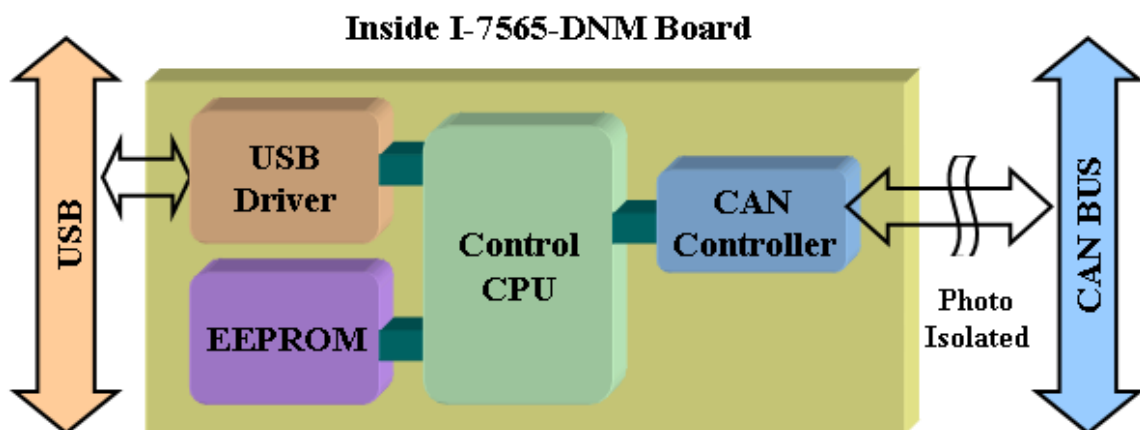 Inside I-7565-DNM Board
USB
USB
Driver
EEPROM
Control
CPU
CAN
Controller
Photo
Isolated
CAN BUS